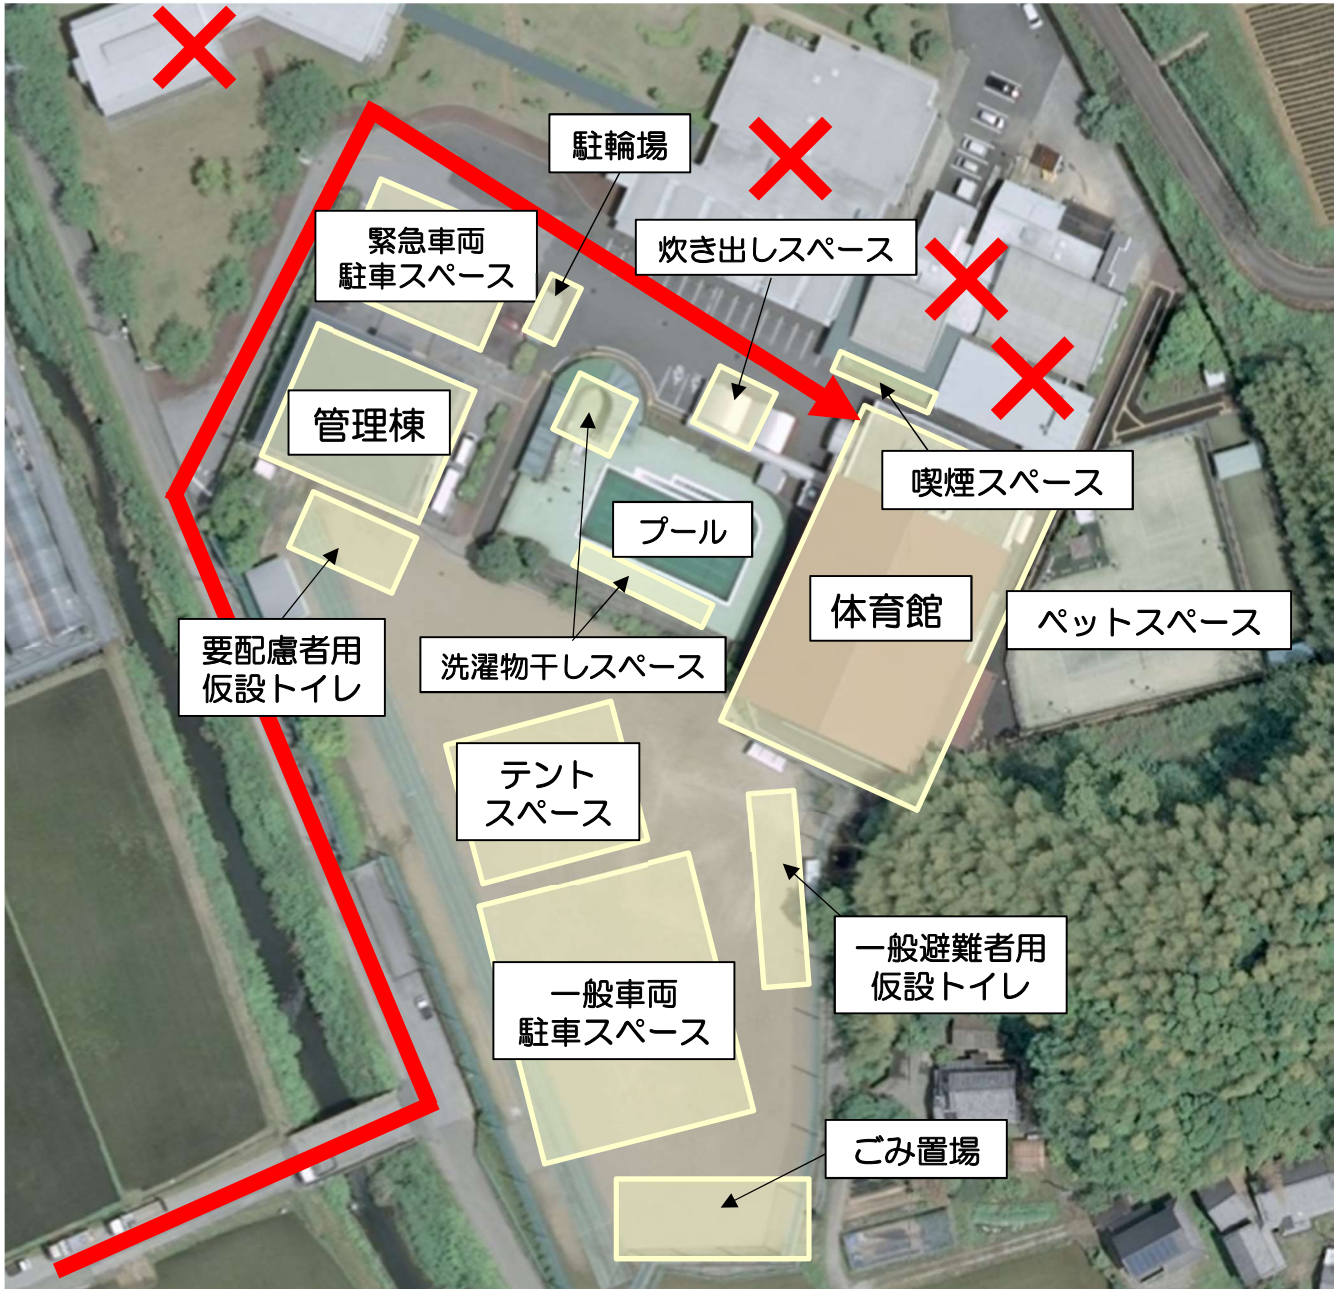 駐輪場
緊急車両
駐車スペース
炊き出しスペース
管理棟
喫煙スペース
プール
体育館
ペットスペース
要配慮者用
仮設トイレ
洗濯物干しスペース
テント
スペース
一般避難者用
仮設トイレ
一般車両
駐車スペース
ごみ置場